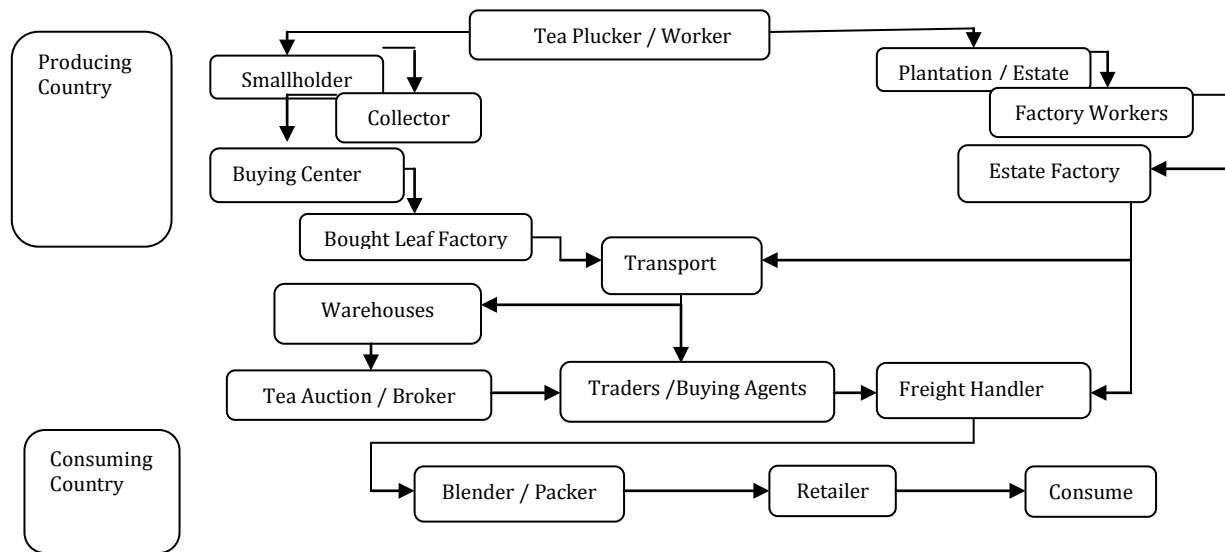 Tea Plucker / Worker
Producing
Country
Smallholder
Plantation / Estate
Collector
Factory Workers
Buying Center
Estate Factory
Bought Leaf Factory
Transport
Warehouses
Tea Auction / Broker
Traders /Buying Agents
Freight Handler
Consuming
Country
Blender / Packer
Retailer
Consume